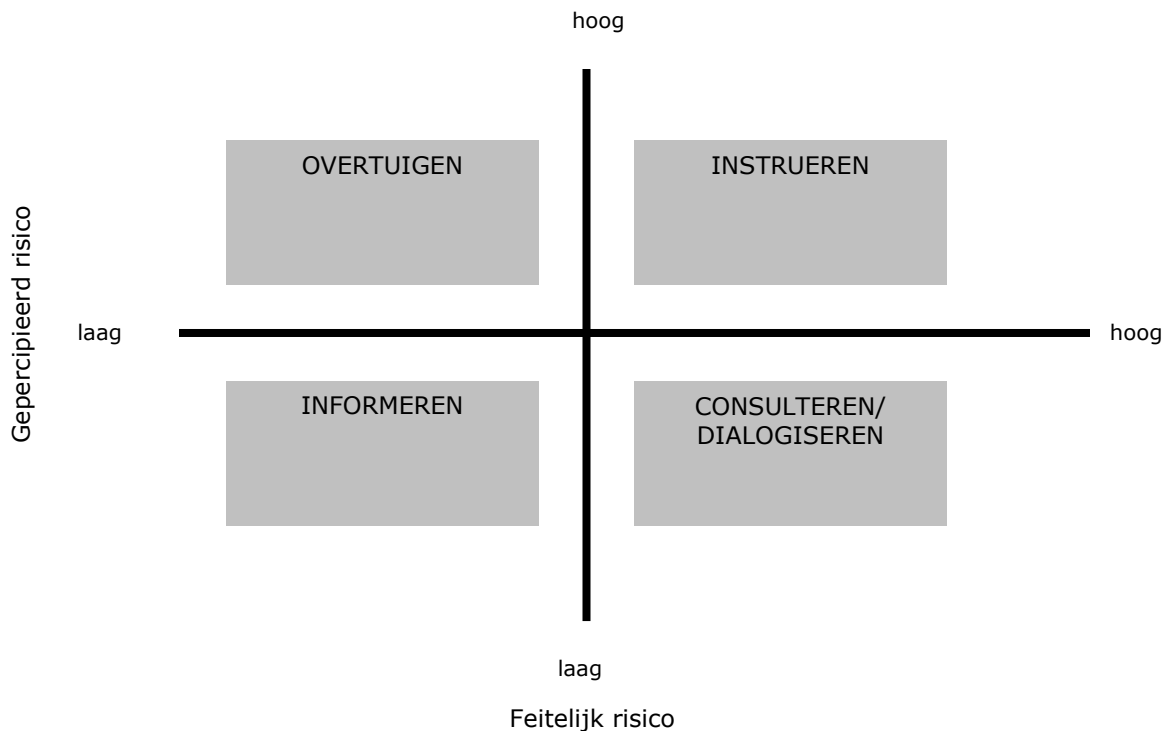 hoog
OVERTUIGEN
INSTRUEREN
Gepercipieerd risico
laag
hoog
INFORMEREN
CONSULTEREN/
DIALOGISEREN
laag
Feitelijk risico